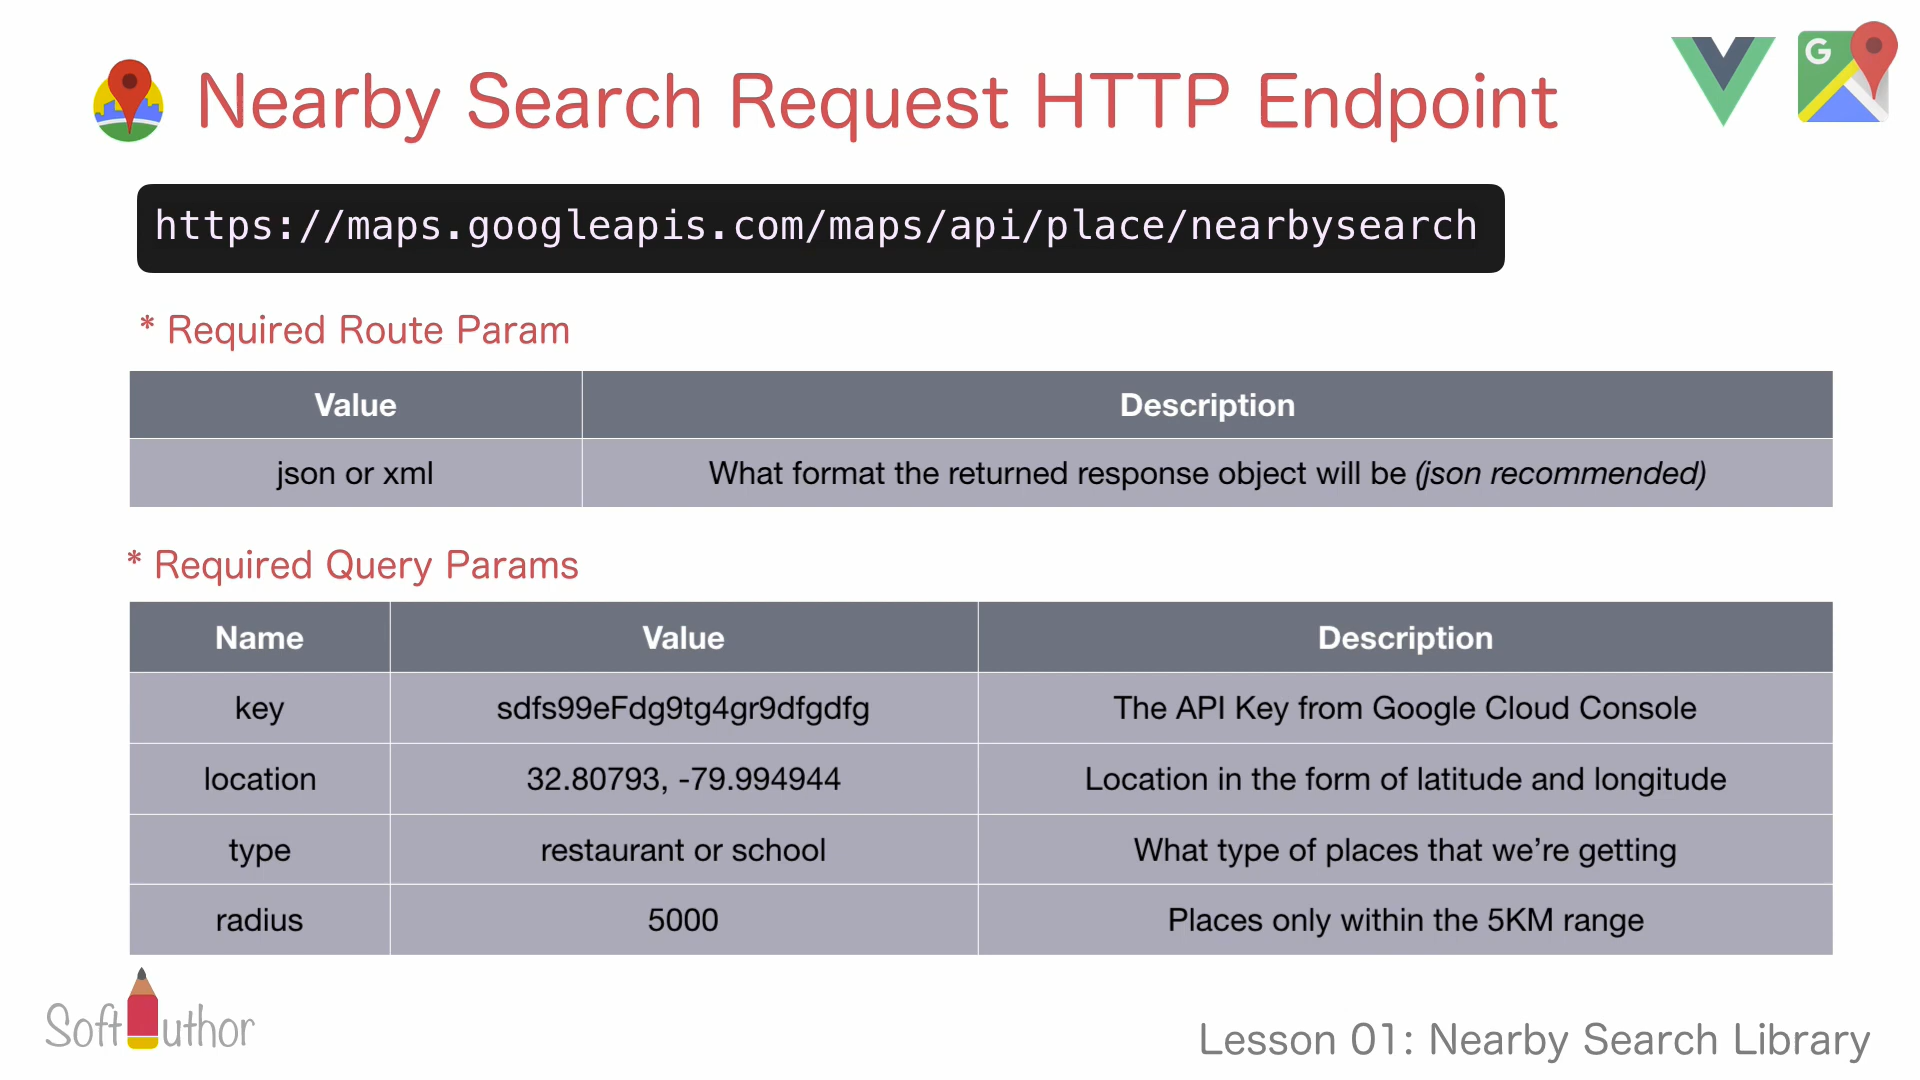 Nearby Search Request HTTP Endpoint
G
https://maps.googleapis.com/maps/api/place/nearbysearch
* Required Route Param
Value Description
json or xml What format the returned response object will be (json recommended)
* Required Query Params
Name Value Description
key sdfs99eFdg9tg4gr9dfgdfg The API Key from Google Cloud Console
location 32.80793, -79.994944 Location in the form of latitude and longitude
type restaurant or school What type of places that we’re getting
radius 5000 Places only within the 5KM range
Soft uthor
Lesson 01: Nearby Search Library